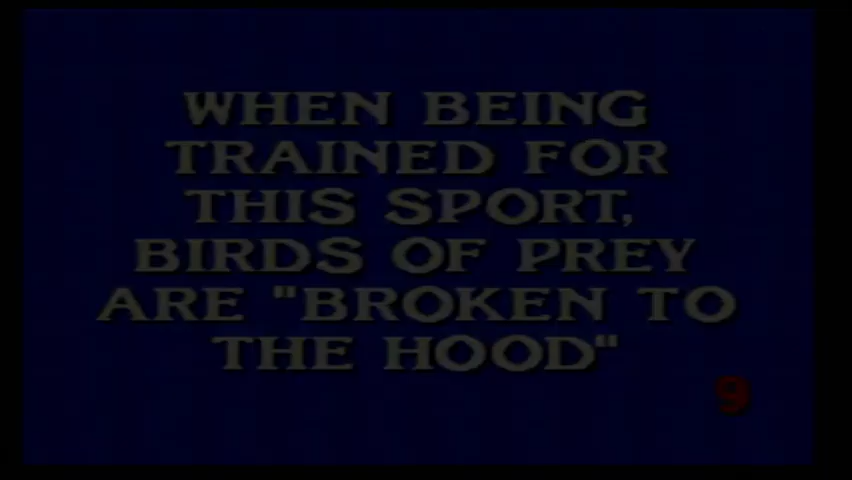 WHEN BEING
TRAINED FOR
THIS SPORT,
BIRDS OF PREY
ARE "BROKEN TO
THE HOOD"
9